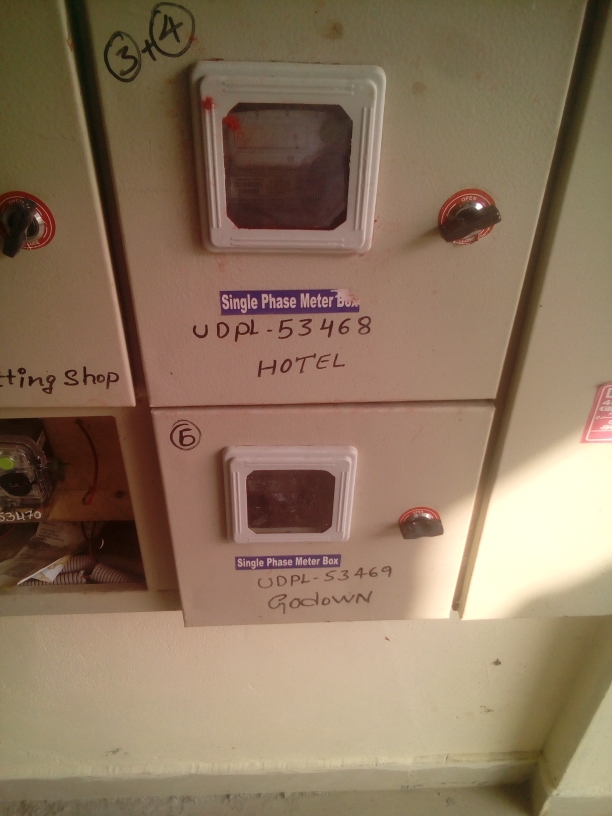 3+4
OPEN
Single Phase Meter Box
UDPL-53468
HOTEL
tting Shop
6
53470
Single Phase Meter Box
UDPL-53469
GodowN